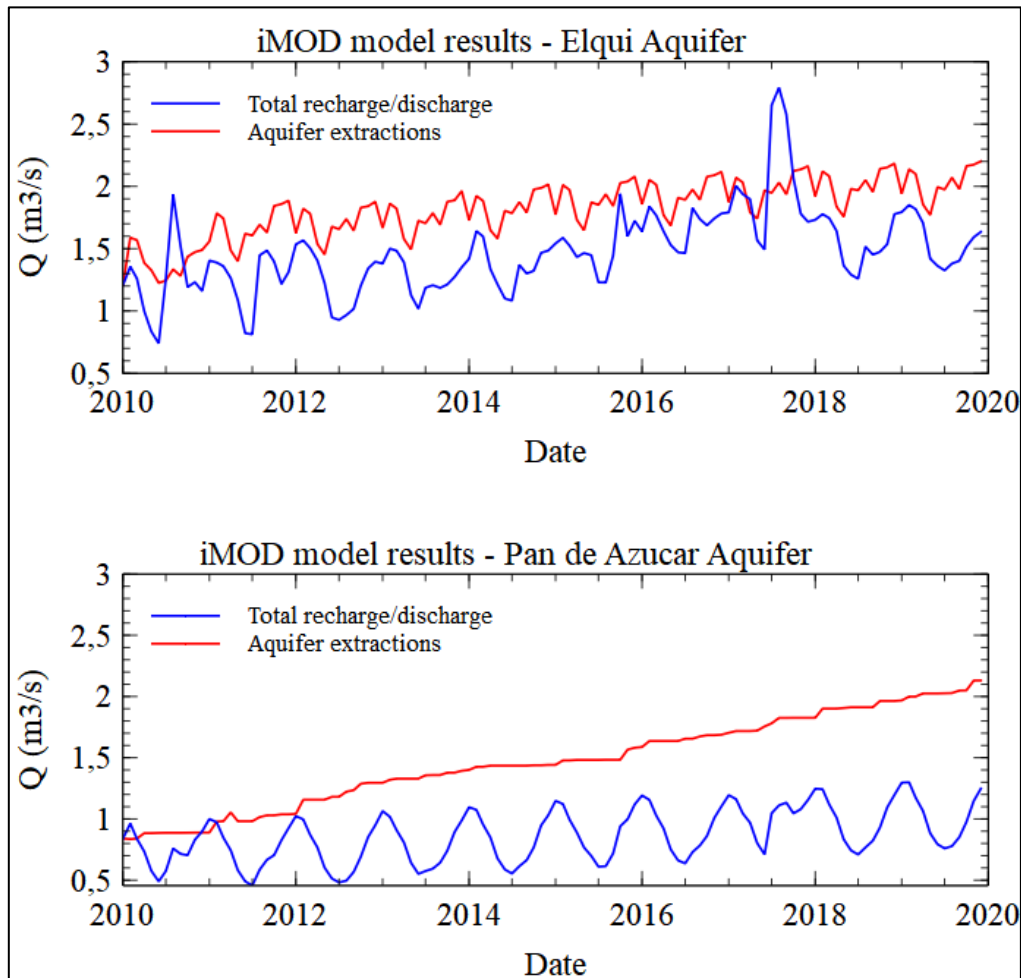 iMOD model results - Elqui Aquifer
3
Total recharge/discharge
Aquifer extractions
2,5
2
1,5
1
0,5
Q (m3/s)
2010 2012 2014 2016 2018 2020
Date
iMOD model results - Pan de Azucar Aquifer
3
Total recharge/discharge
Aquifer extractions
2,5
2
1,5
1
0,5
Q (m3/s)
2010 2012 2014 2016 2018 2020
Date